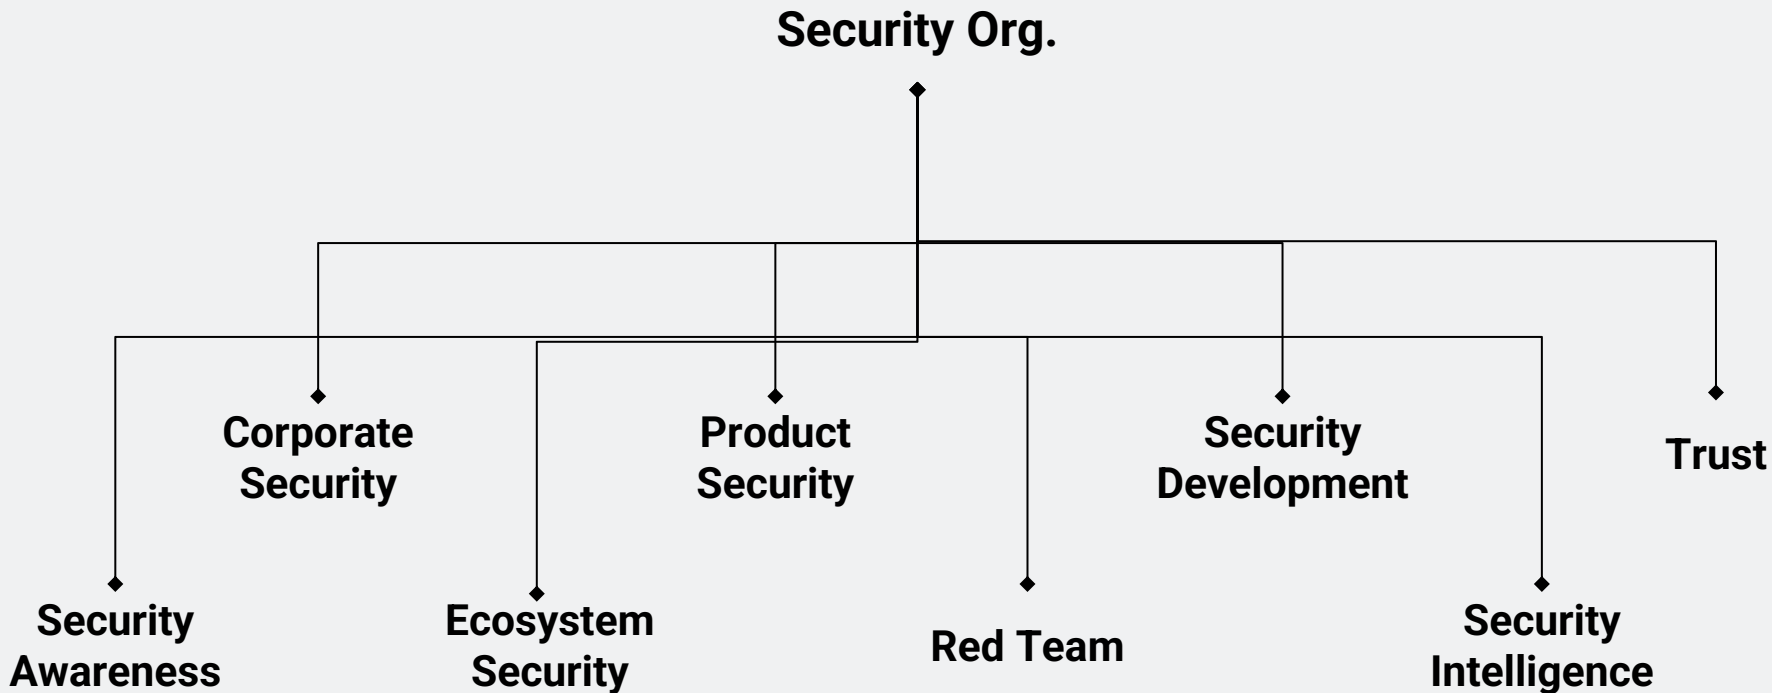 Security Org.
Corporate
Security
Product
Security
Security
Development
Trust
Security
Awareness
Ecosystem
Security
Red Team
Security
Intelligence